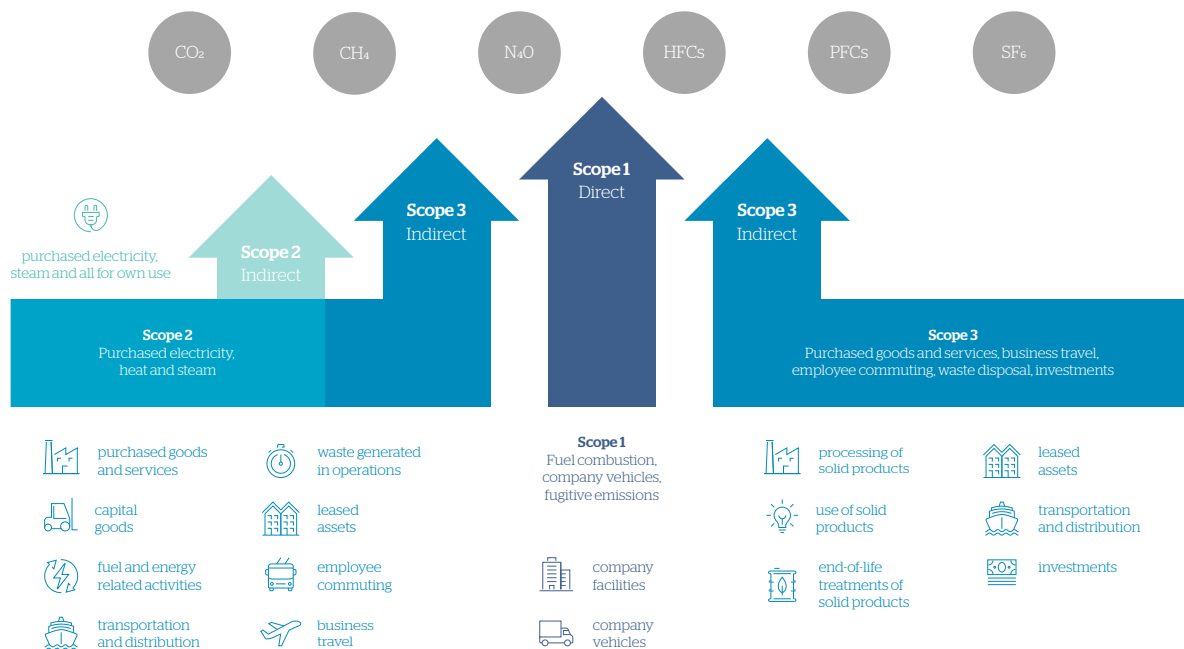 CO₂
CH₄
N₄O
HFCs
PFCs
SF₆
Scope 1
Direct
Scope 3
Indirect
Scope 3
Indirect
Scope 2
Indirect
purchased electricity,
steam and all for own use
Scope 2
Purchased electricity,
heat and steam
Scope 3
Purchased goods and services, business travel,
employee commuting, waste disposal, investments
purchased goods
and services
capital
goods
fuel and energy
related activities
transportation
and distribution
waste generated
in operations
leased
assets
employee
commuting
business
travel
Scope 1
Fuel combustion,
company vehicles,
fugitive emissions
company
facilities
company
vehicles
processing of
solid products
use of solid
products
end-of-life
treatments of
solid products
leased
assets
transportation
and distribution
investments